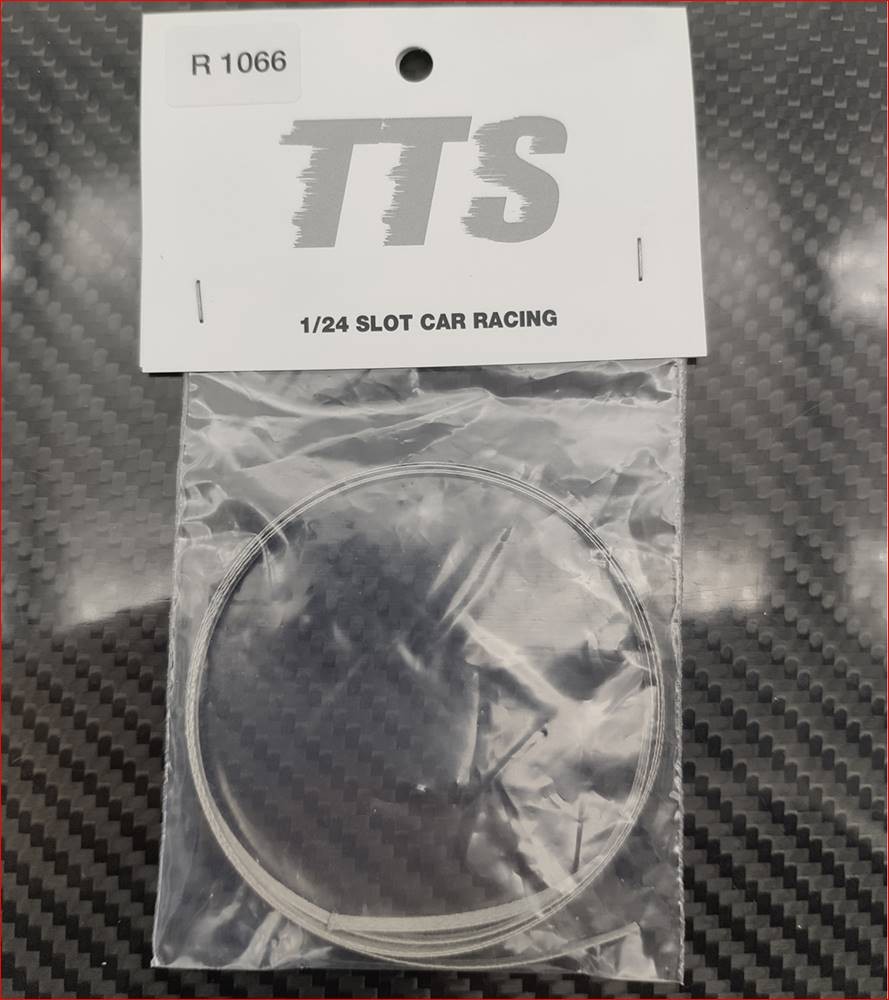 R 1066
TTS
1/24 SLOT CAR RACING